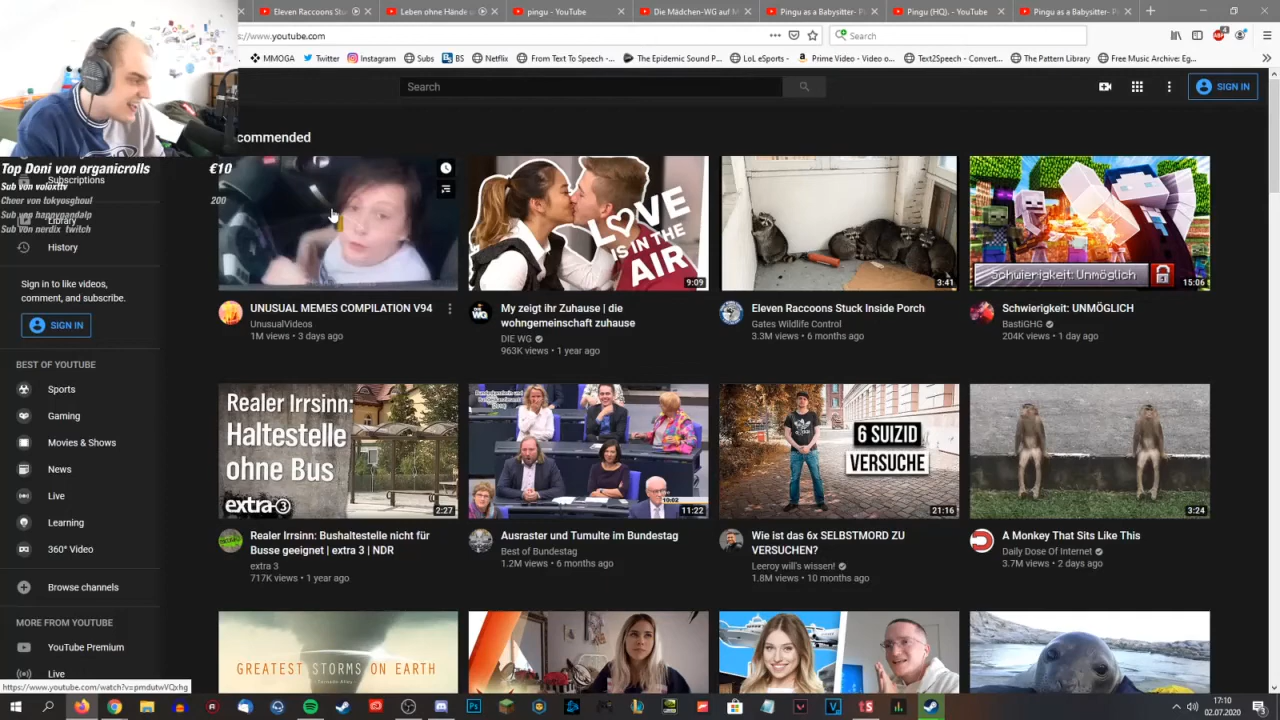 Eleven Raccoons Stu
Leben ohne Hände u
pingu - YouTube
Die Mädchen-WG auf M
Pingu as a Babysitter- P
Pingu (HQ). - YouTube
Pingu as a Babysitter- P
://www.youtube.com
Search
MMOGA
Twitter
Instagram
Subs
BS
Netflix
From Text To Speech -...
The Epidemic Sound P...
LoL eSports -
Prime Video - Video o...
Text2Speech - Convert...
The Pattern Library
Free Music Archive: Eg...
Search
SIGN IN
commended
Top Doni von organicrolls €10
Subscriptions
Sub von voloxttv
Cheer von tokyosghoul 200
Sub von happypandalp
Library
Sub von nerdix_twitch
History
Sign in to like videos,
comment, and subscribe.
SIGN IN
BEST OF YOUTUBE
Sports
Gaming
Movies & Shows
News
Live
Learning
360° Video
Browse channels
MORE FROM YOUTUBE
YouTube Premium
Live
UNUSUAL MEMES COMPILATION V94
UnusualVideos
1M views • 3 days ago
LOVE
IS IN THE
AIR
9:09
WG
My zeigt ihr Zuhause | die
wohngemeinschaft zuhause
DIE WG
963K views • 1 year ago
3:41
Eleven Raccoons Stuck Inside Porch
Gates Wildlife Control
3.3M views • 6 months ago
Schwierigkeit: Unmöglich
15:06
Schwierigkeit: UNMÖGLICH
BastiGHG
204K views • 1 day ago
Realer Irrsinn:
Haltestelle
ohne Bus
extra 3
2:27
Realer Irrsinn: Bushaltestelle nicht für
Busse geeignet | extra 3 | NDR
extra 3
717K views • 1 year ago
10:02
11:22
Ausraster und Tumulte im Bundestag
Best of Bundestag
1.2M views • 6 months ago
6 SUIZID
VERSUCHE
21:16
Wie ist das 6x SELBSTMORD ZU
VERSUCHEN?
Leeroy will's wissen!
1.8M views • 10 months ago
3:24
A Monkey That Sits Like This
Daily Dose Of Internet
3.7M views • 2 days ago
GREATEST STORMS ON EARTH
https://www.youtube.com/watch?v=pmdutwVQxhg
17:10
02.07.2020